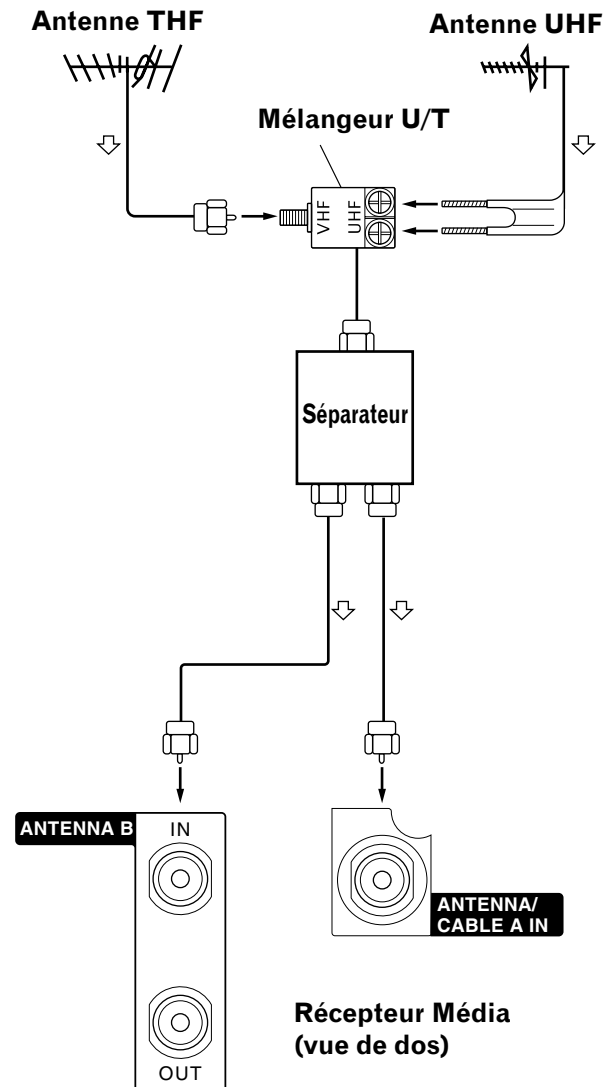 Antenne THF
Antenne UHF
Mélangeur U/T
VHF
UHF
Séparateur
ANTENNA B
IN
ANTENNA/
CABLE A IN
OUT
Récepteur Média
(vue de dos)